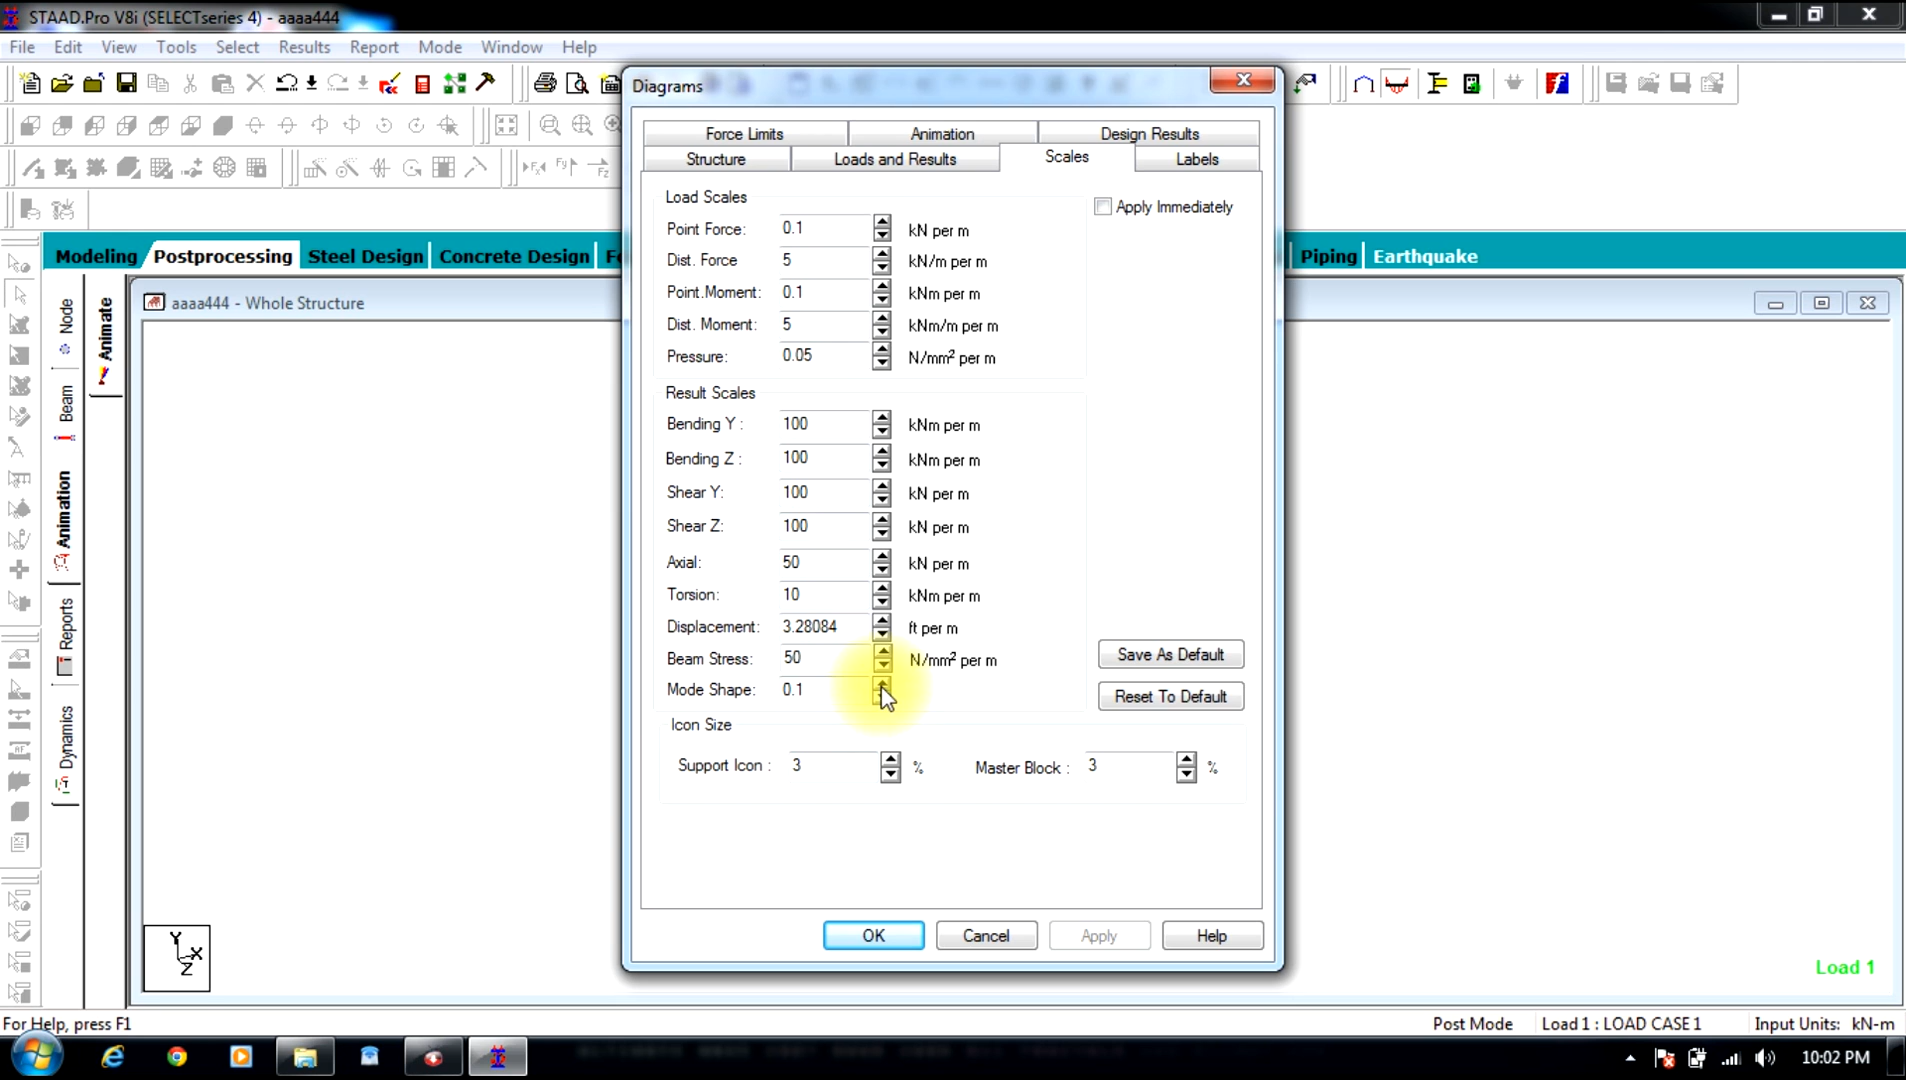 STAAD.Pro V8i (SELECTseries 4) - aaaa444
File Edit View Tools Select Results Report Mode Window Help
Diagrams
Force Limits Animation Design Results
Structure Loads and Results Scales Labels
Load Scales
Apply Immediately
Point Force: 0.1 kN per m
Dist. Force 5 kN/m per m
Point.Moment: 0.1 kNm per m
Dist. Moment: 5 kNm/m per m
Pressure: 0.05 N/mm² per m
Result Scales
Bending Y : 100 kNm per m
Bending Z : 100 kNm per m
Shear Y: 100 kN per m
Shear Z: 100 kN per m
Axial: 50 kN per m
Torsion: 10 kNm per m
Displacement: 3.28084 ft per m
Beam Stress: 50 N/mm² per m
Mode Shape: 0.1
Save As Default
Reset To Default
Icon Size
Support Icon : 3 % Master Block : 3 %
OK Cancel Apply Help
Modeling Postprocessing Steel Design Concrete Design Piping Earthquake
aaaa444 - Whole Structure
Node
Beam
Animation
Reports
Dynamics
Animate
Fx Fy Fz
Y
X
Z
Load 1
For Help, press F1
Post Mode Load 1 : LOAD CASE 1 Input Units: kN-m
10:02 PM